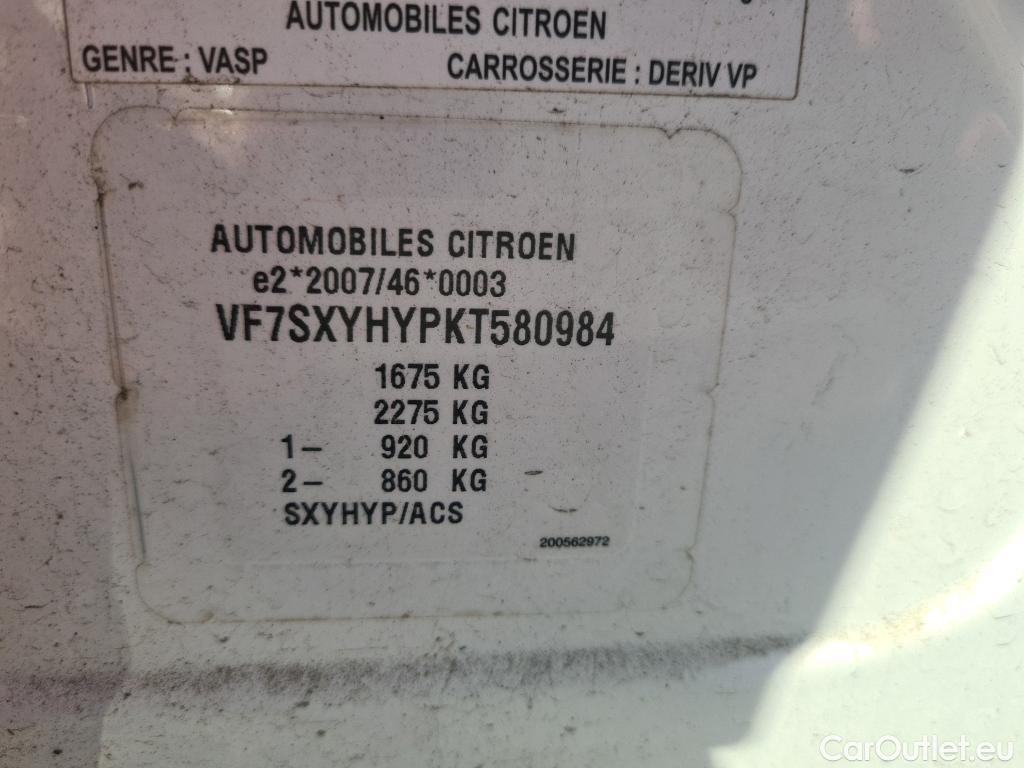 AUTOMOBILES CITROEN
GENRE : VASP CARROSSERIE : DERIV VP
AUTOMOBILES CITROEN
e2*2007/46*0003
VF7SXYHYPKT580984
1675 KG
2275 KG
1- 920 KG
2- 860 KG
SXYHYP/ACS
200562972
CarOutlet.eu